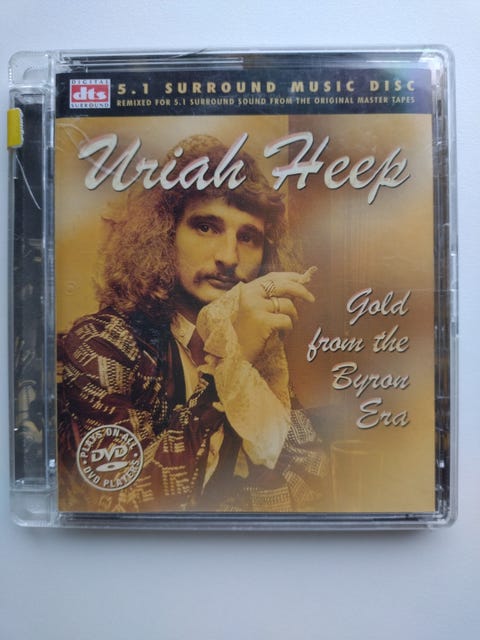 DIGITAL
dts
SURROUND
5.1 SURROUND MUSIC DISC
REMIXED FOR 5.1 SURROUND SOUND FROM THE ORIGINAL MASTER TAPES
Uriah Heep
Gold
from the
Byron
Era
PLAYS ON ALL
DVD
DVD PLAYERS